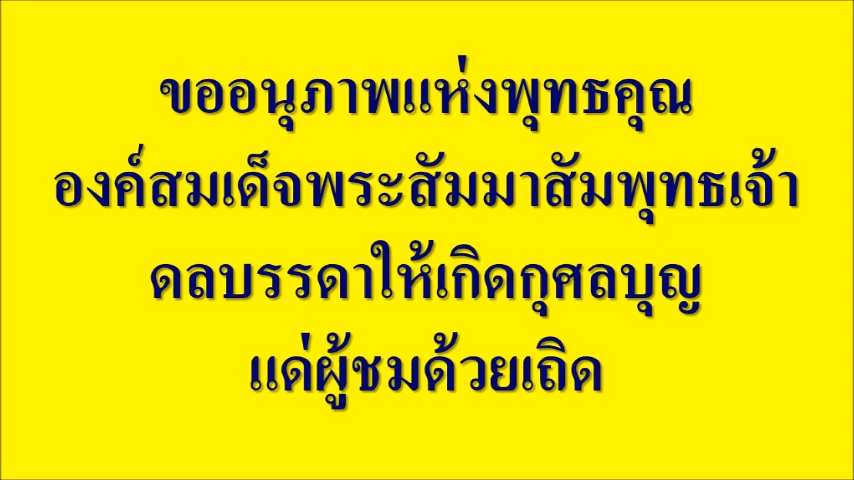 ขออนุภาพแห่งพุทธคุณ
องค์สมเด็จพระสัมมาสัมพุทธเจ้า
ดลบรรดาให้เกิดกุศลบุญ
แด่ผู้ชมด้วยเถิด